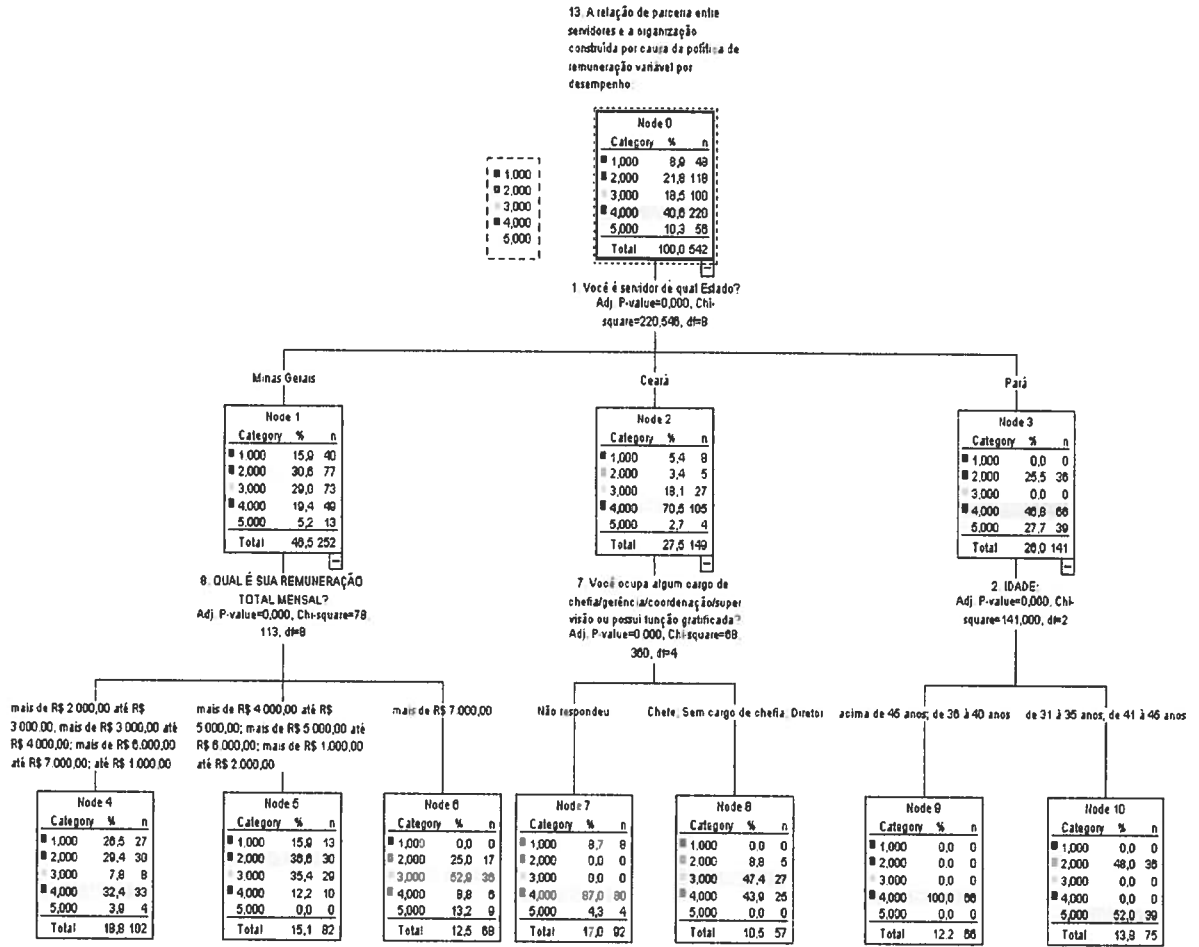 13. A relação de parceria entre
servidores e a organização
construída por causa da política de
remuneração variável por
desempenho:
Node 0
Category % n
1,000 8,9 48
2,000 21,8 118
3,000 18,5 100
4,000 40,6 220
5,000 10,3 56
Total 100,0 542
1,000
2,000
3,000
4,000
5,000
1. Você é servidor de qual Estado?
Adj. P-value=0,000, Chi-
square=220,546, df=8
Minas Gerais
Ceará
Pará
Node 1
Category % n
1,000 15,9 40
2,000 30,6 77
3,000 29,0 73
4,000 19,4 49
5,000 5,2 13
Total 46,5 252
Node 2
Category % n
1,000 5,4 8
2,000 3,4 5
3,000 18,1 27
4,000 70,5 105
5,000 2,7 4
Total 27,5 149
Node 3
Category % n
1,000 0,0 0
2,000 25,5 36
3,000 0,0 0
4,000 46,8 66
5,000 27,7 39
Total 26,0 141
8. QUAL É SUA REMUNERAÇÃO
TOTAL MENSAL?
Adj. P-value=0,000, Chi-square=78,
113, df=8
7. Você ocupa algum cargo de
chefia/gerência/coordenação/super
visão ou possui função gratificada?
Adj. P-value=0,000, Chi-square=68,
360, df=4
2. IDADE:
Adj. P-value=0,000, Chi-
square=141,000, df=2
mais de R$ 2.000,00 até R$
3.000,00; mais de R$ 3.000,00 até
R$ 4.000,00; mais de R$ 6.000,00
até R$ 7.000,00; até R$ 1.000,00
mais de R$ 4.000,00 até R$
5.000,00; mais de R$ 5.000,00 até
R$ 6.000,00; mais de R$ 1.000,00
até R$ 2.000,00
mais de R$ 7.000,00
Não respondeu
Chefe; Sem cargo de chefia; Diretor
acima de 46 anos; de 36 à 40 anos
de 31 à 35 anos; de 41 à 45 anos
Node 4
Category % n
1,000 26,5 27
2,000 29,4 30
3,000 7,8 8
4,000 32,4 33
5,000 3,9 4
Total 18,8 102
Node 5
Category % n
1,000 15,9 13
2,000 36,6 30
3,000 35,4 29
4,000 12,2 10
5,000 0,0 0
Total 15,1 82
Node 6
Category % n
1,000 0,0 0
2,000 25,0 17
3,000 52,9 36
4,000 8,8 6
5,000 13,2 9
Total 12,5 68
Node 7
Category % n
1,000 8,7 8
2,000 0,0 0
3,000 0,0 0
4,000 87,0 80
5,000 4,3 4
Total 17,0 92
Node 8
Category % n
1,000 0,0 0
2,000 8,8 5
3,000 47,4 27
4,000 43,9 25
5,000 0,0 0
Total 10,5 57
Node 9
Category % n
1,000 0,0 0
2,000 0,0 0
3,000 0,0 0
4,000 100,0 66
5,000 0,0 0
Total 12,2 66
Node 10
Category % n
1,000 0,0 0
2,000 48,0 36
3,000 0,0 0
4,000 0,0 0
5,000 52,0 39
Total 13,8 75